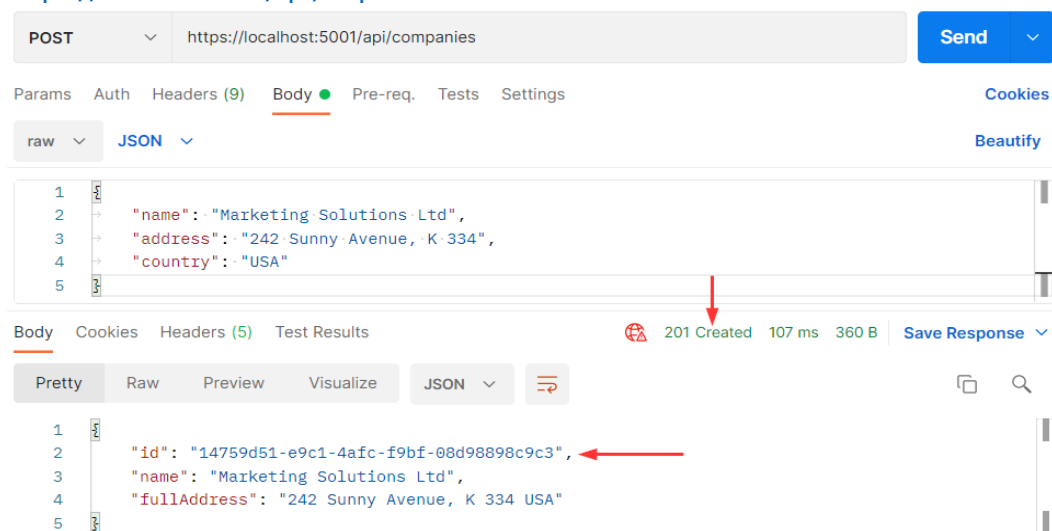 POST https://localhost:5001/api/companies Send
Params Auth Headers (9) Body Pre-req. Tests Settings Cookies
raw JSON Beautify
1 {
2 "name": "Marketing Solutions Ltd",
3 "address": "242 Sunny Avenue, K 334",
4 "country": "USA"
5 }
Body Cookies Headers (5) Test Results 201 Created 107 ms 360 B Save Response
Pretty Raw Preview Visualize JSON
1 {
2 "id": "14759d51-e9c1-4afc-f9bf-08d98898c9c3",
3 "name": "Marketing Solutions Ltd",
4 "fullAddress": "242 Sunny Avenue, K 334 USA"
5 }